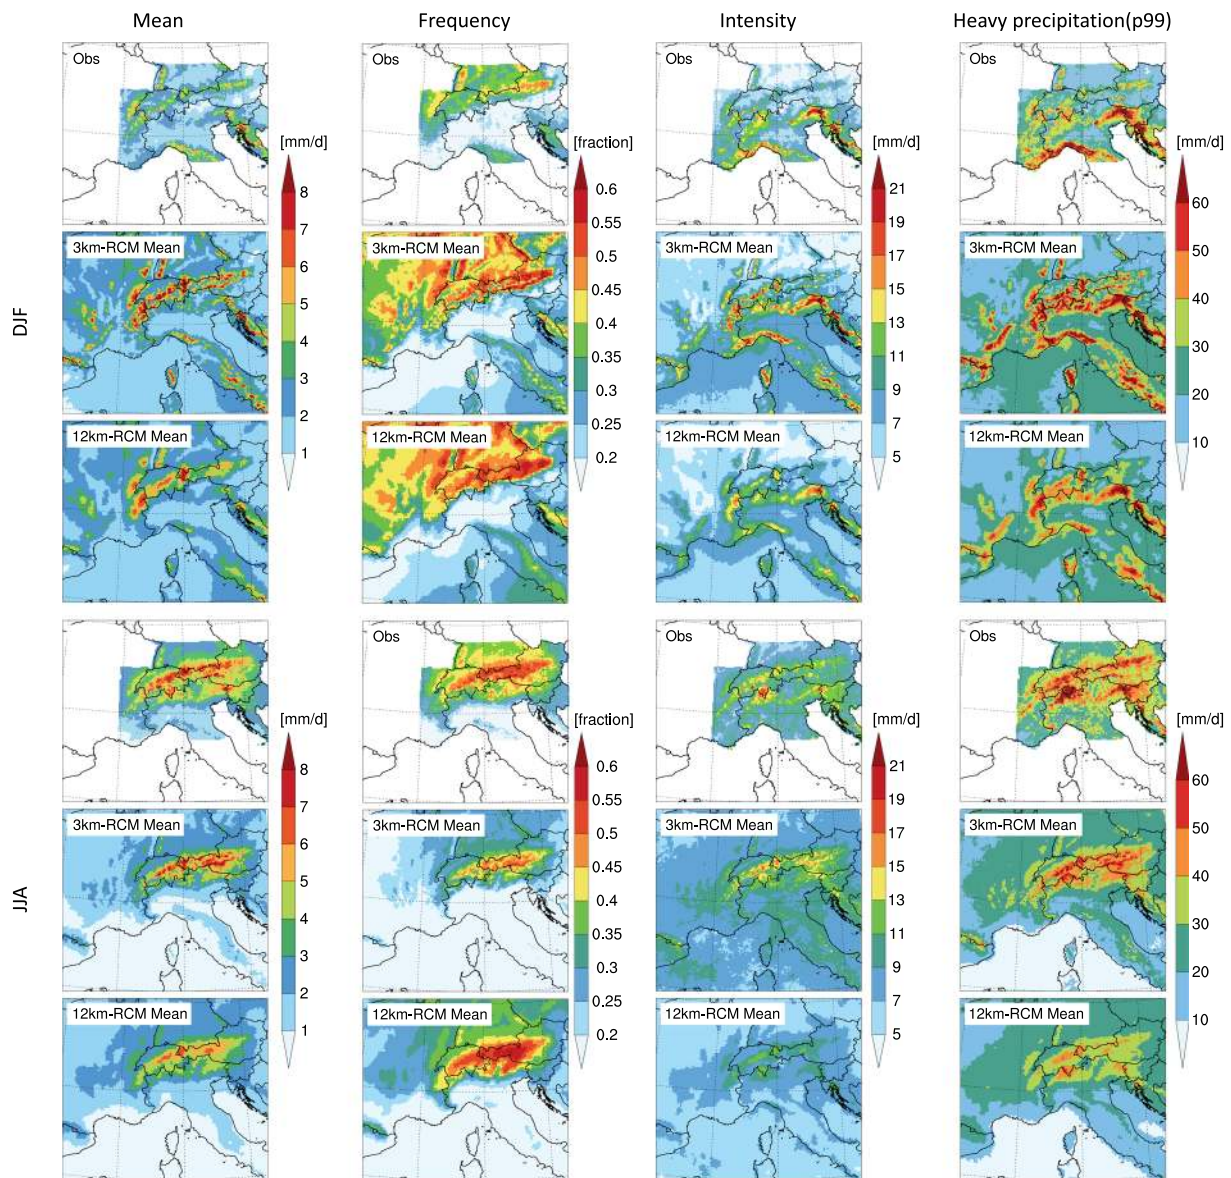 Mean Frequency Intensity Heavy precipitation(p99)
DJF
Obs Obs Obs Obs
[mm/d] [fraction] [mm/d] [mm/d]
8 7 6 5 4 3 2 1
0.6 0.55 0.5 0.45 0.4 0.35 0.3 0.25 0.2
21 19 17 15 13 11 9 7 5
60 50 40 30 20 10
3km-RCM Mean 3km-RCM Mean 3km-RCM Mean 3km-RCM Mean
12km-RCM Mean 12km-RCM Mean 12km-RCM Mean 12km-RCM Mean
JJA
Obs Obs Obs Obs
[mm/d] [fraction] [mm/d] [mm/d]
8 7 6 5 4 3 2 1
0.6 0.55 0.5 0.45 0.4 0.35 0.3 0.25 0.2
21 19 17 15 13 11 9 7 5
60 50 40 30 20 10
3km-RCM Mean 3km-RCM Mean 3km-RCM Mean 3km-RCM Mean
12km-RCM Mean 12km-RCM Mean 12km-RCM Mean 12km-RCM Mean